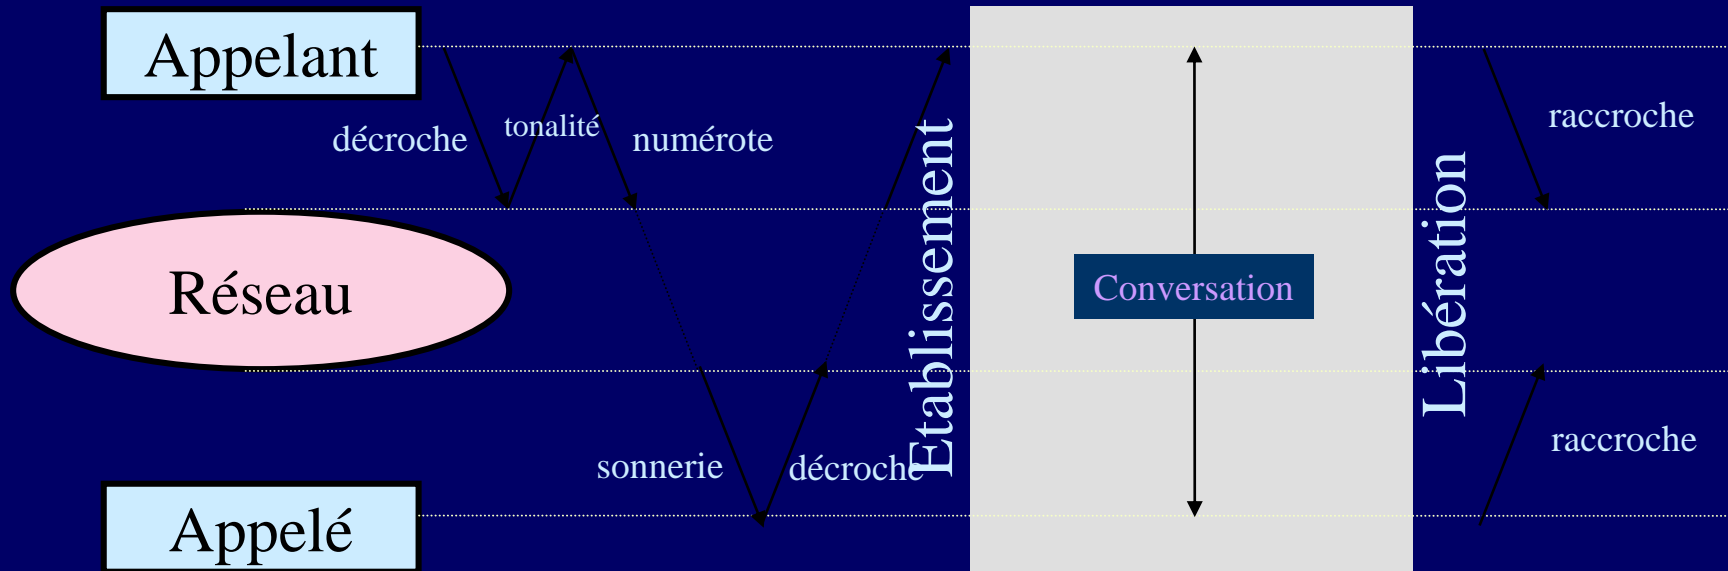 Appelant
décroche
tonalité
numérote
raccroche
Réseau
Etablissement
Conversation
Libération
sonnerie
décroche
raccroche
Appelé